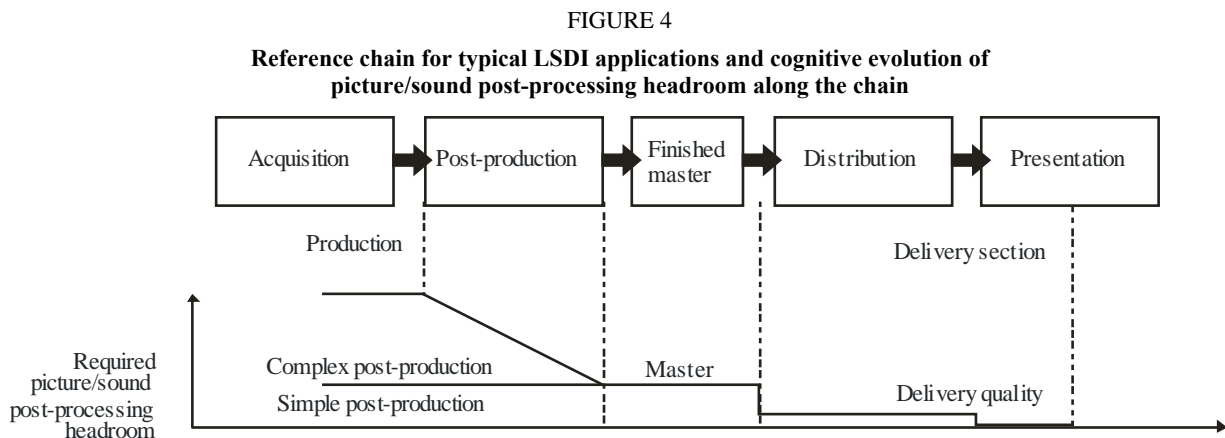 FIGURE 4
Reference chain for typical LSDI applications and cognitive evolution of
picture/sound post-processing headroom along the chain
Acquisition
Post-production
Finished
master
Distribution
Presentation
Production
Delivery section
Complex post-production
Master
Simple post-production
Delivery quality
Required
picture/sound
post-processing
headroom